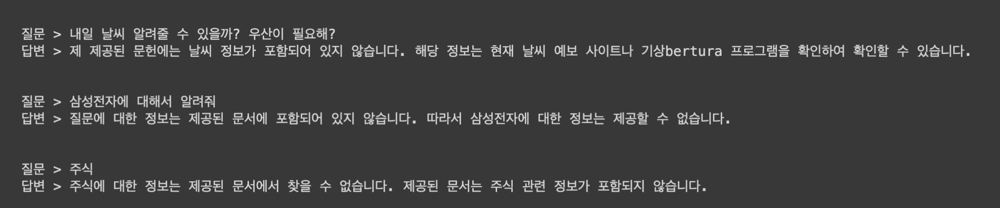 질문 > 내일 날씨 알려줄 수 있을까? 우산이 필요해?
답변 > 제 제공된 문헌에는 날씨 정보가 포함되어 있지 않습니다. 해당 정보는 현재 날씨 예보 사이트나 기상bertura 프로그램을 확인하여 확인할 수 있습니다.
질문 > 삼성전자에 대해서 알려줘
답변 > 질문에 대한 정보는 제공된 문서에 포함되어 있지 않습니다. 따라서 삼성전자에 대한 정보는 제공할 수 없습니다.
질문 > 주식
답변 > 주식에 대한 정보는 제공된 문서에서 찾을 수 없습니다. 제공된 문서는 주식 관련 정보가 포함되지 않습니다.